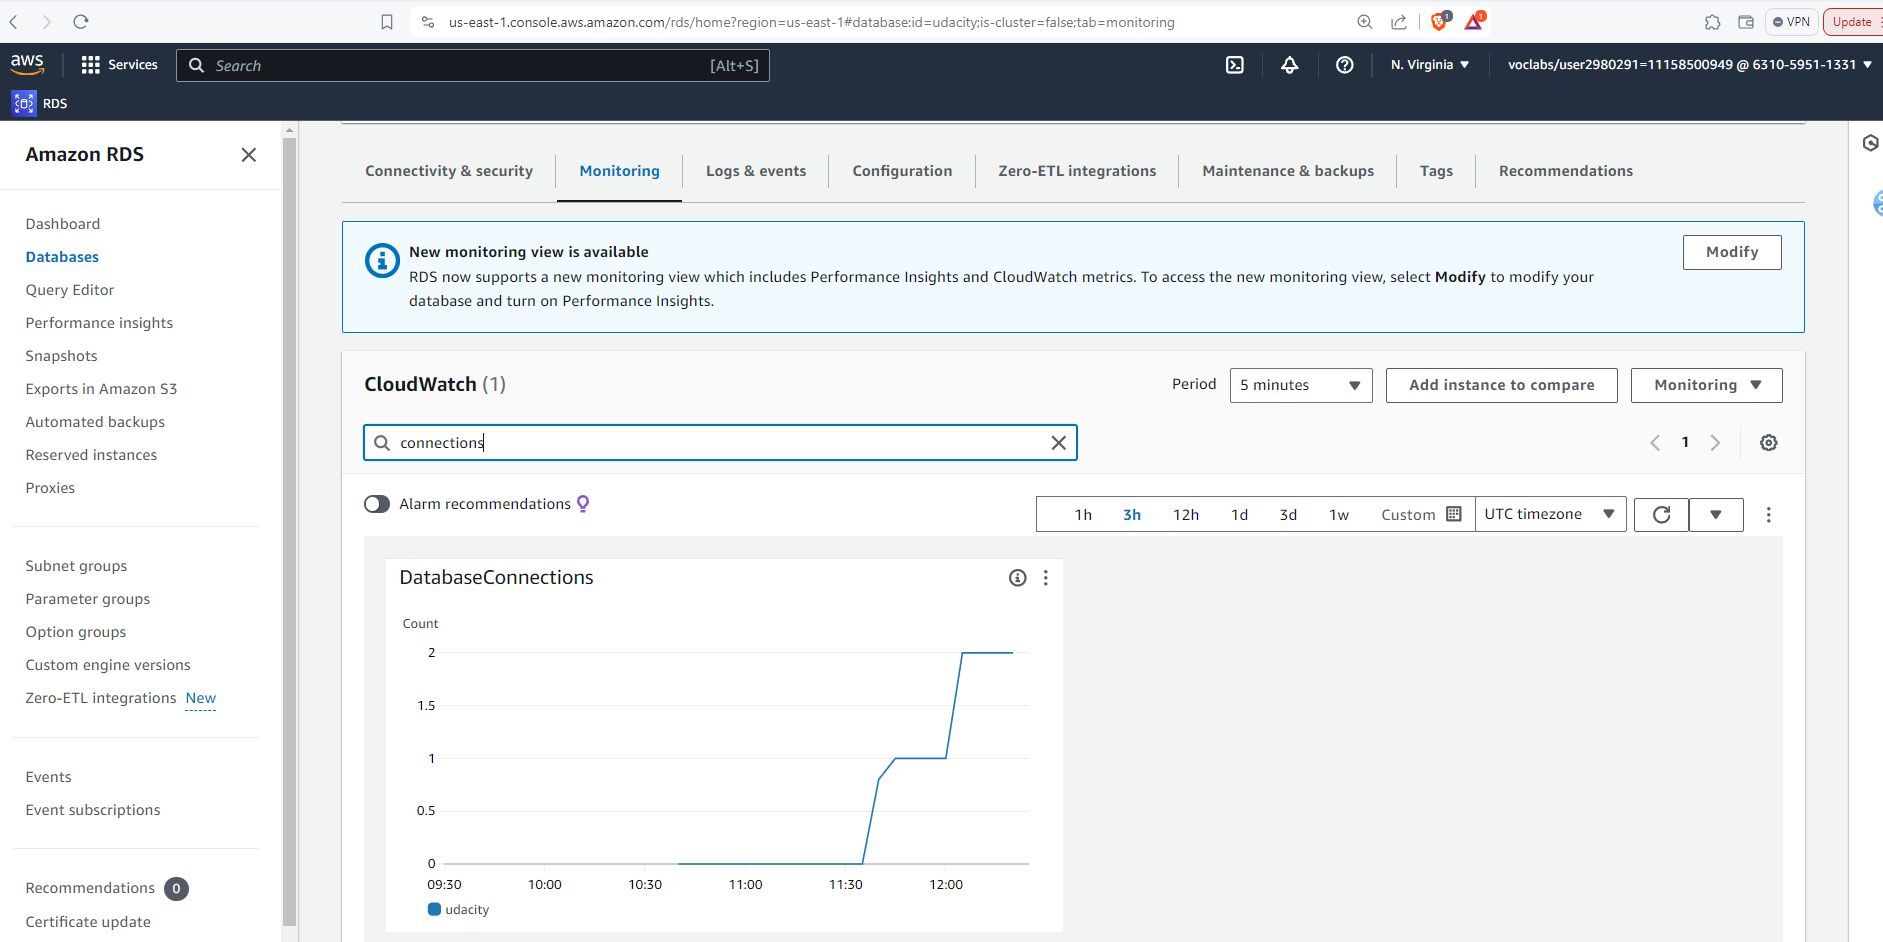 us-east-1.console.aws.amazon.com/rds/home?region=us-east-1#database:id=udacity;is-cluster=false;tab=monitoring
1
1
VPN
Update
aws
Services
Search
[Alt+S]
N. Virginia
voclabs/user2980291=11158500949 @ 6310-5951-1331
RDS
Amazon RDS
Dashboard
Databases
Query Editor
Performance insights
Snapshots
Exports in Amazon S3
Automated backups
Reserved instances
Proxies
Subnet groups
Parameter groups
Option groups
Custom engine versions
Zero-ETL integrations New
Events
Event subscriptions
Recommendations 0
Certificate update
Connectivity & security
Monitoring
Logs & events
Configuration
Zero-ETL integrations
Maintenance & backups
Tags
Recommendations
New monitoring view is available
RDS now supports a new monitoring view which includes Performance Insights and CloudWatch metrics. To access the new monitoring view, select Modify to modify your
database and turn on Performance Insights.
Modify
CloudWatch (1)
Period
5 minutes
Add instance to compare
Monitoring
connections
1
Alarm recommendations
1h
3h
12h
1d
3d
1w
Custom
UTC timezone
DatabaseConnections
Count
2
1.5
1
0.5
0
09:30
10:00
10:30
11:00
11:30
12:00
udacity